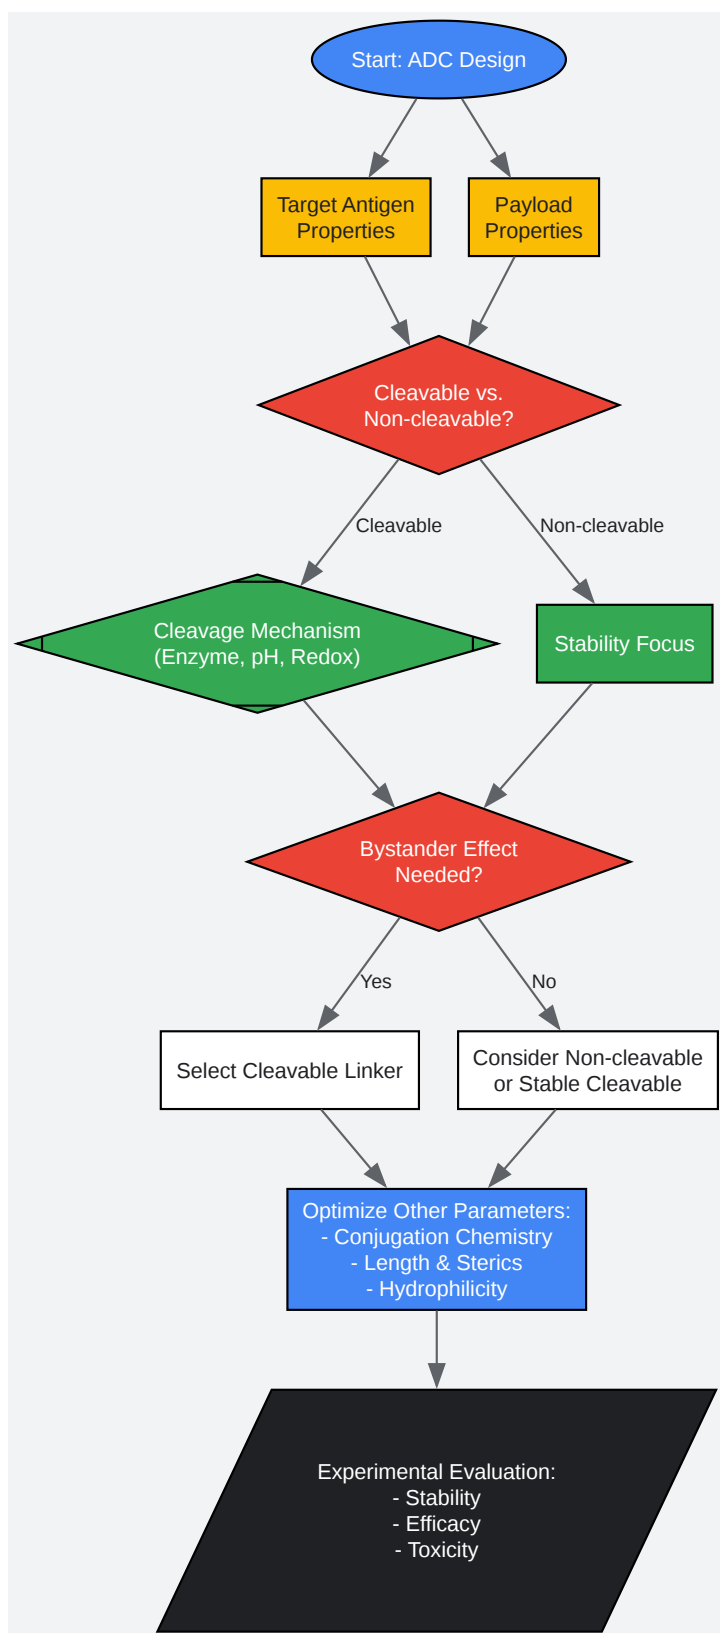 Start: ADC Design
Target Antigen
Properties
Payload
Properties
Cleavable vs.
Non-cleavable?
Cleavable
Non-cleavable
Cleavage Mechanism
(Enzyme, pH, Redox)
Stability Focus
Bystander Effect
Needed?
Yes
No
Select Cleavable Linker
Consider Non-cleavable
or Stable Cleavable
Optimize Other Parameters:
- Conjugation Chemistry
- Length & Sterics
- Hydrophilicity
Experimental Evaluation:
- Stability
- Efficacy
- Toxicity